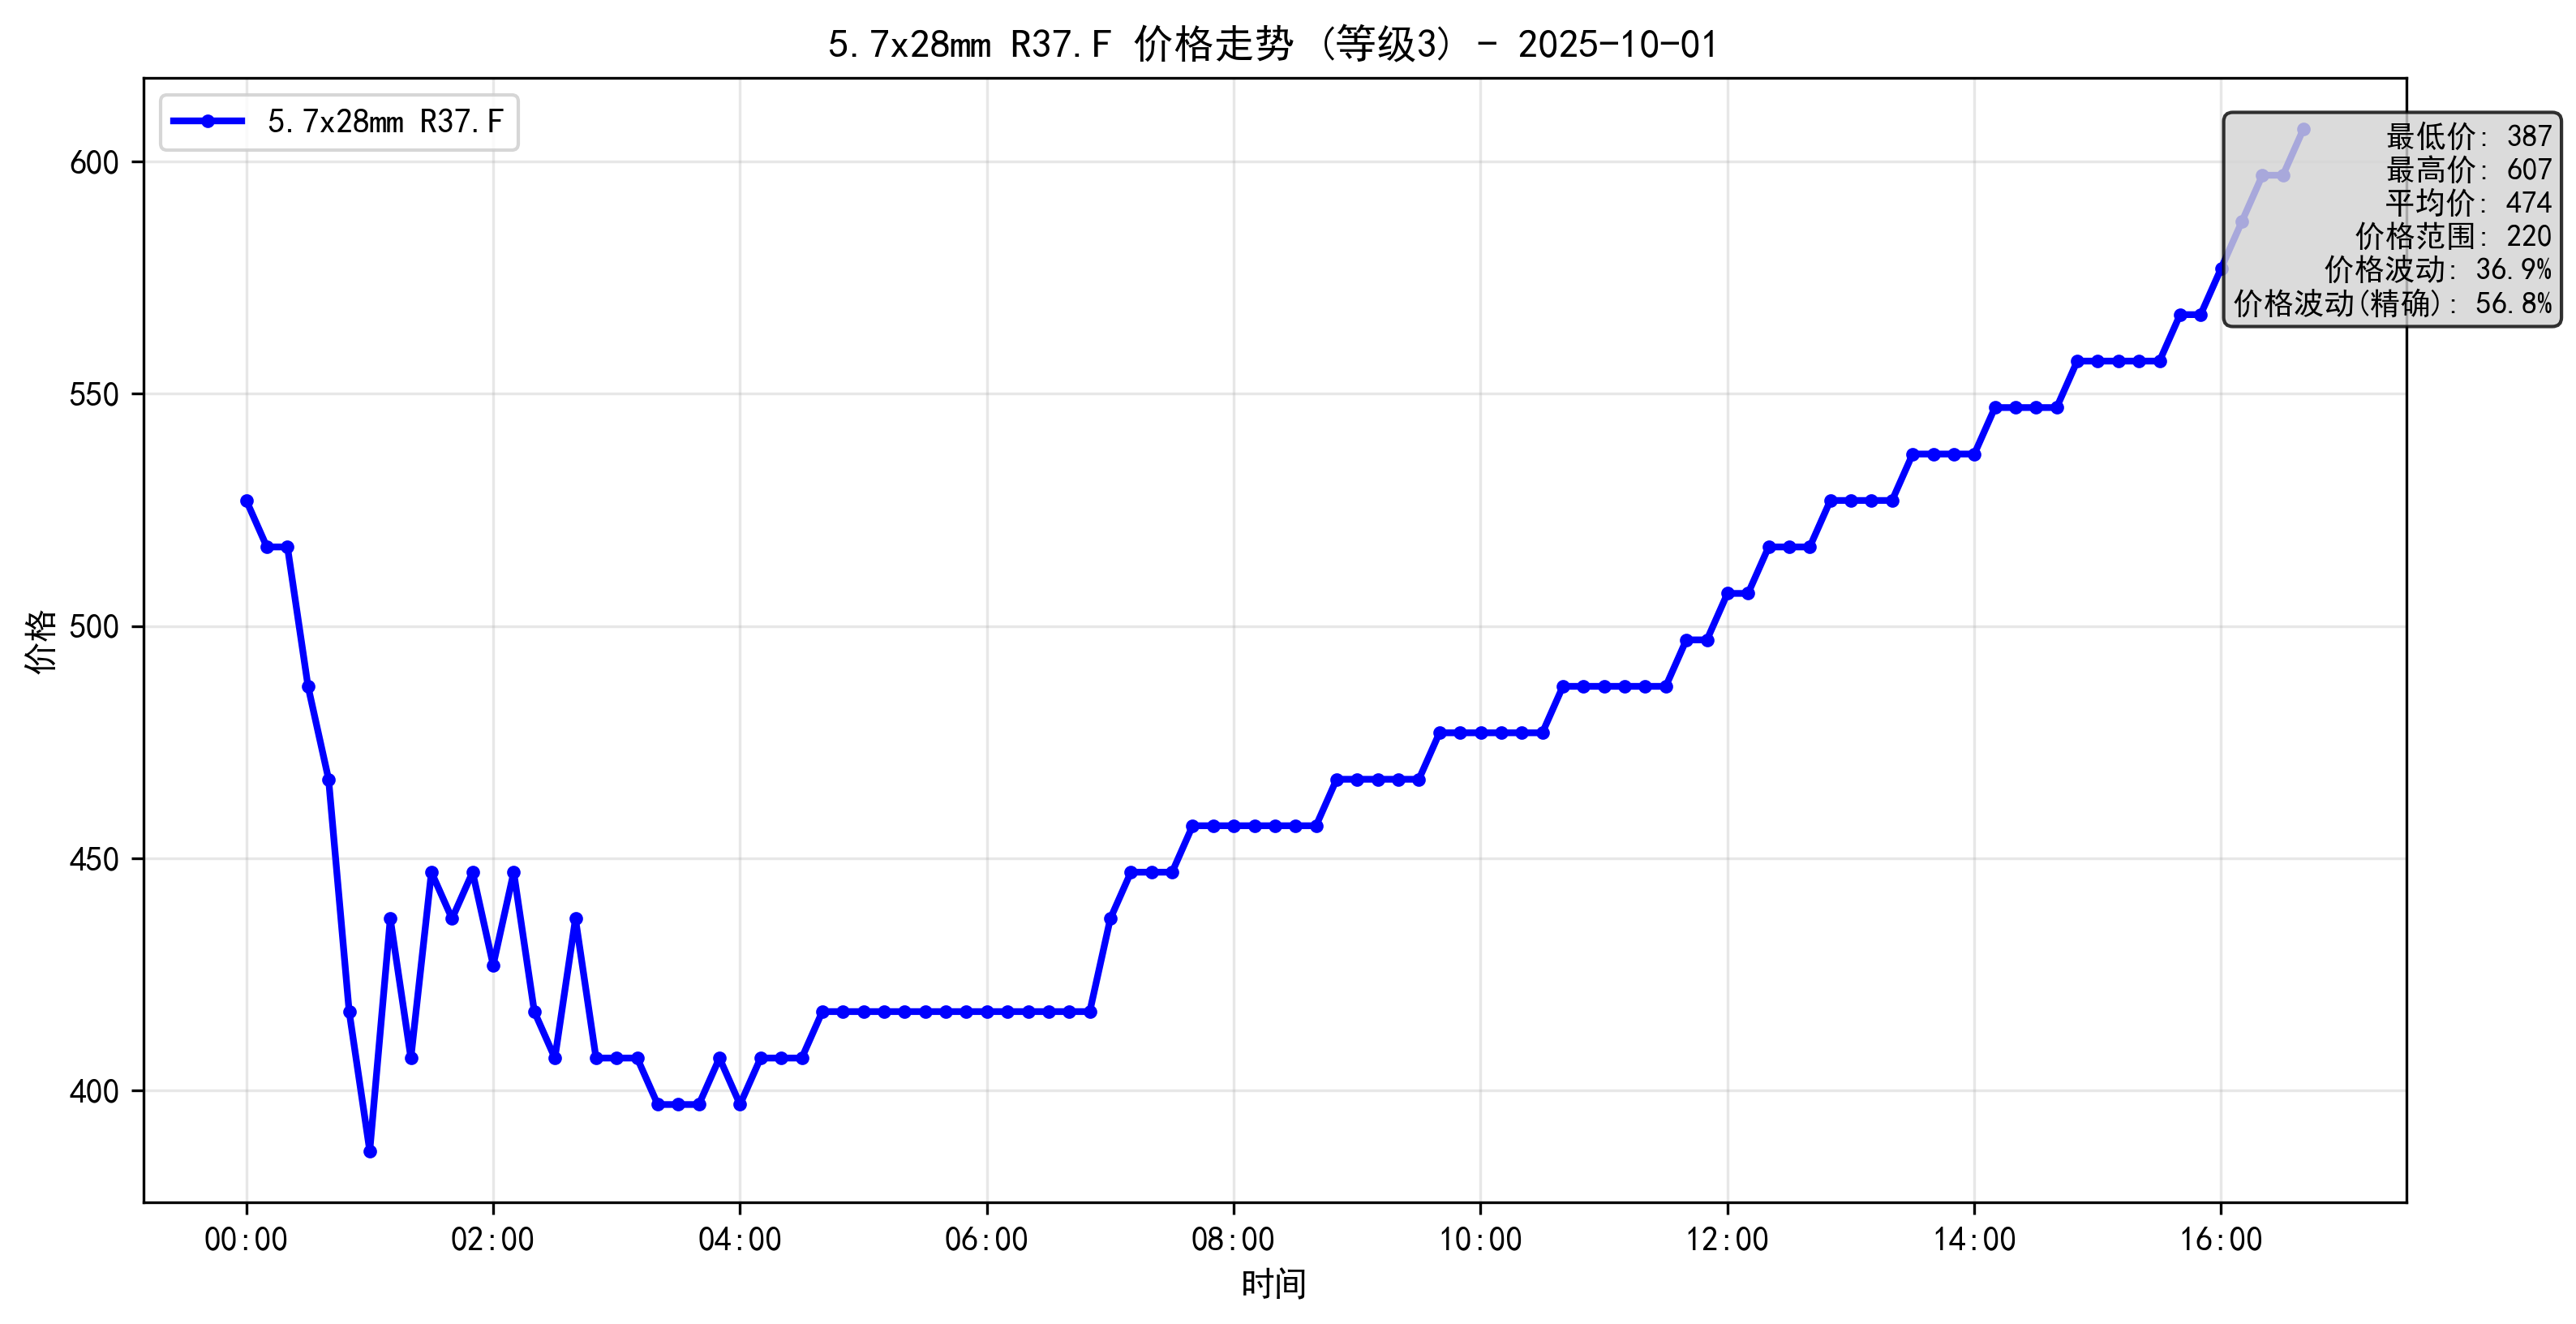 5.7x28mm R37.F 价格走势 (等级3) - 2025-10-01
5.7x28mm R37.F
最低价: 387
最高价: 607
平均价: 474
价格范围: 220
价格波动: 36.9%
价格波动(精确): 56.8%
600
550
500
450
400
价格
00:00 02:00 04:00 06:00 08:00 10:00 12:00 14:00 16:00
时间